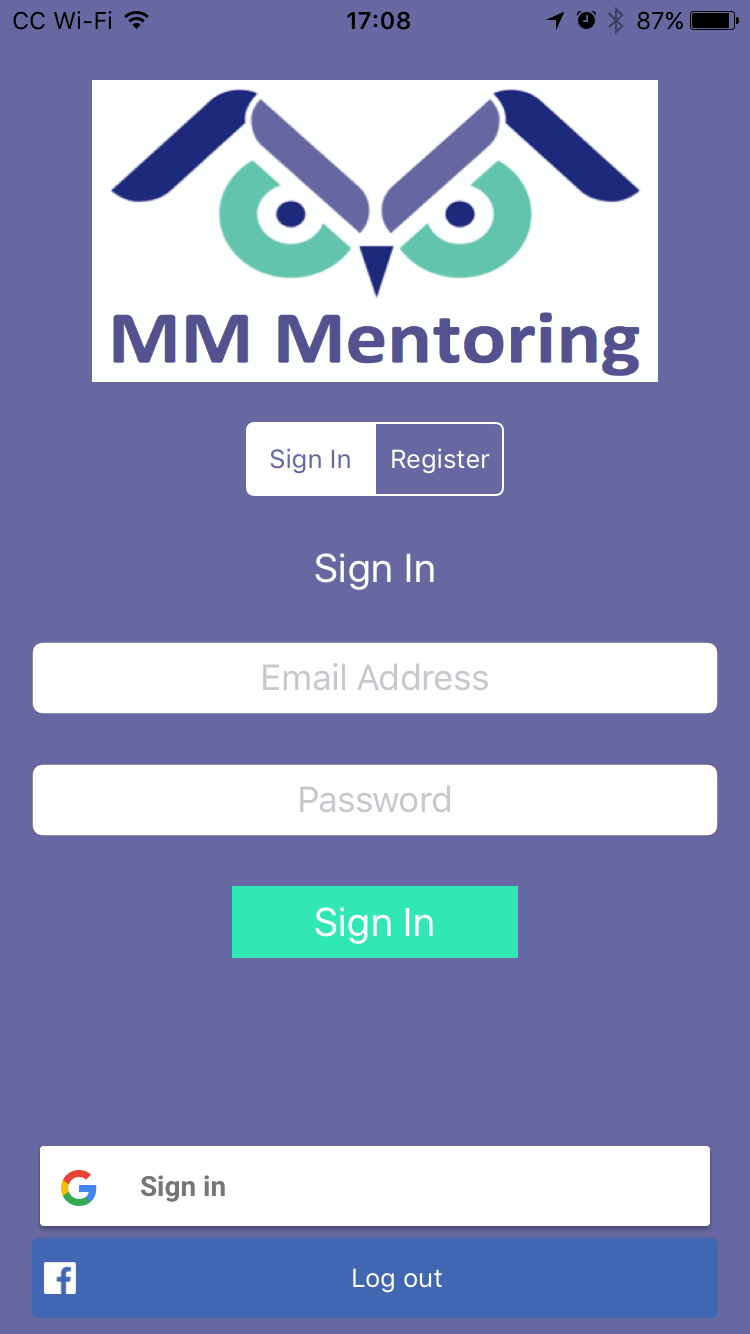 CC Wi-Fi 17:08 87%
MM Mentoring
Sign In Register
Sign In
Email Address
Password
Sign In
Sign in
Log out